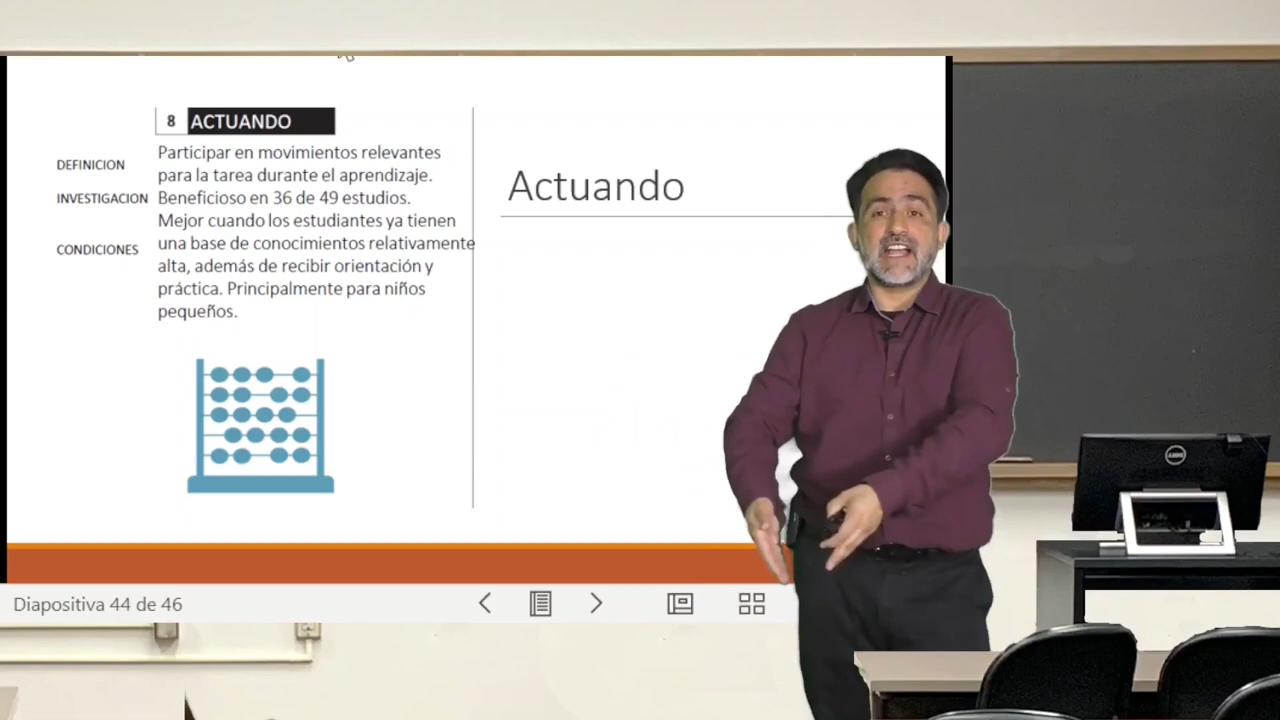 8 ACTUANDO
DEFINICION
Participar en movimientos relevantes
para la tarea durante el aprendizaje.
INVESTIGACION
Beneficioso en 36 de 49 estudios.
CONDICIONES
Mejor cuando los estudiantes ya tienen
una base de conocimientos relativamente
alta, además de recibir orientación y
práctica. Principalmente para niños
pequeños.
Actuando
Diapositiva 44 de 46
DELL